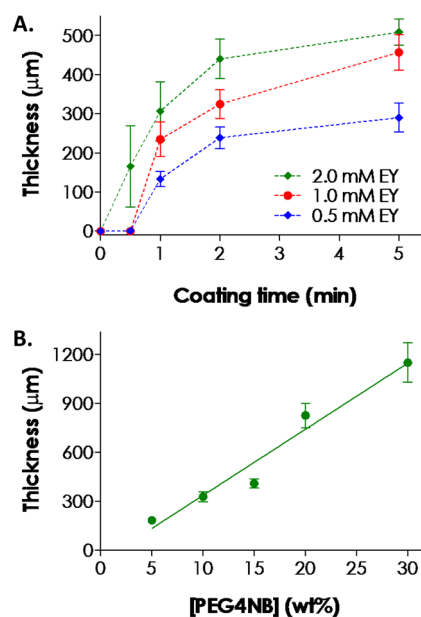 A.
Thickness (μm)
500
400
300
200
100
0
2.0 mM EY
1.0 mM EY
0.5 mM EY
0 1 2 3 4 5
Coating time (min)
B.
Thickness (μm)
1200
900
600
300
0
0 5 10 15 20 25 30
[PEG4NB] (wt%)